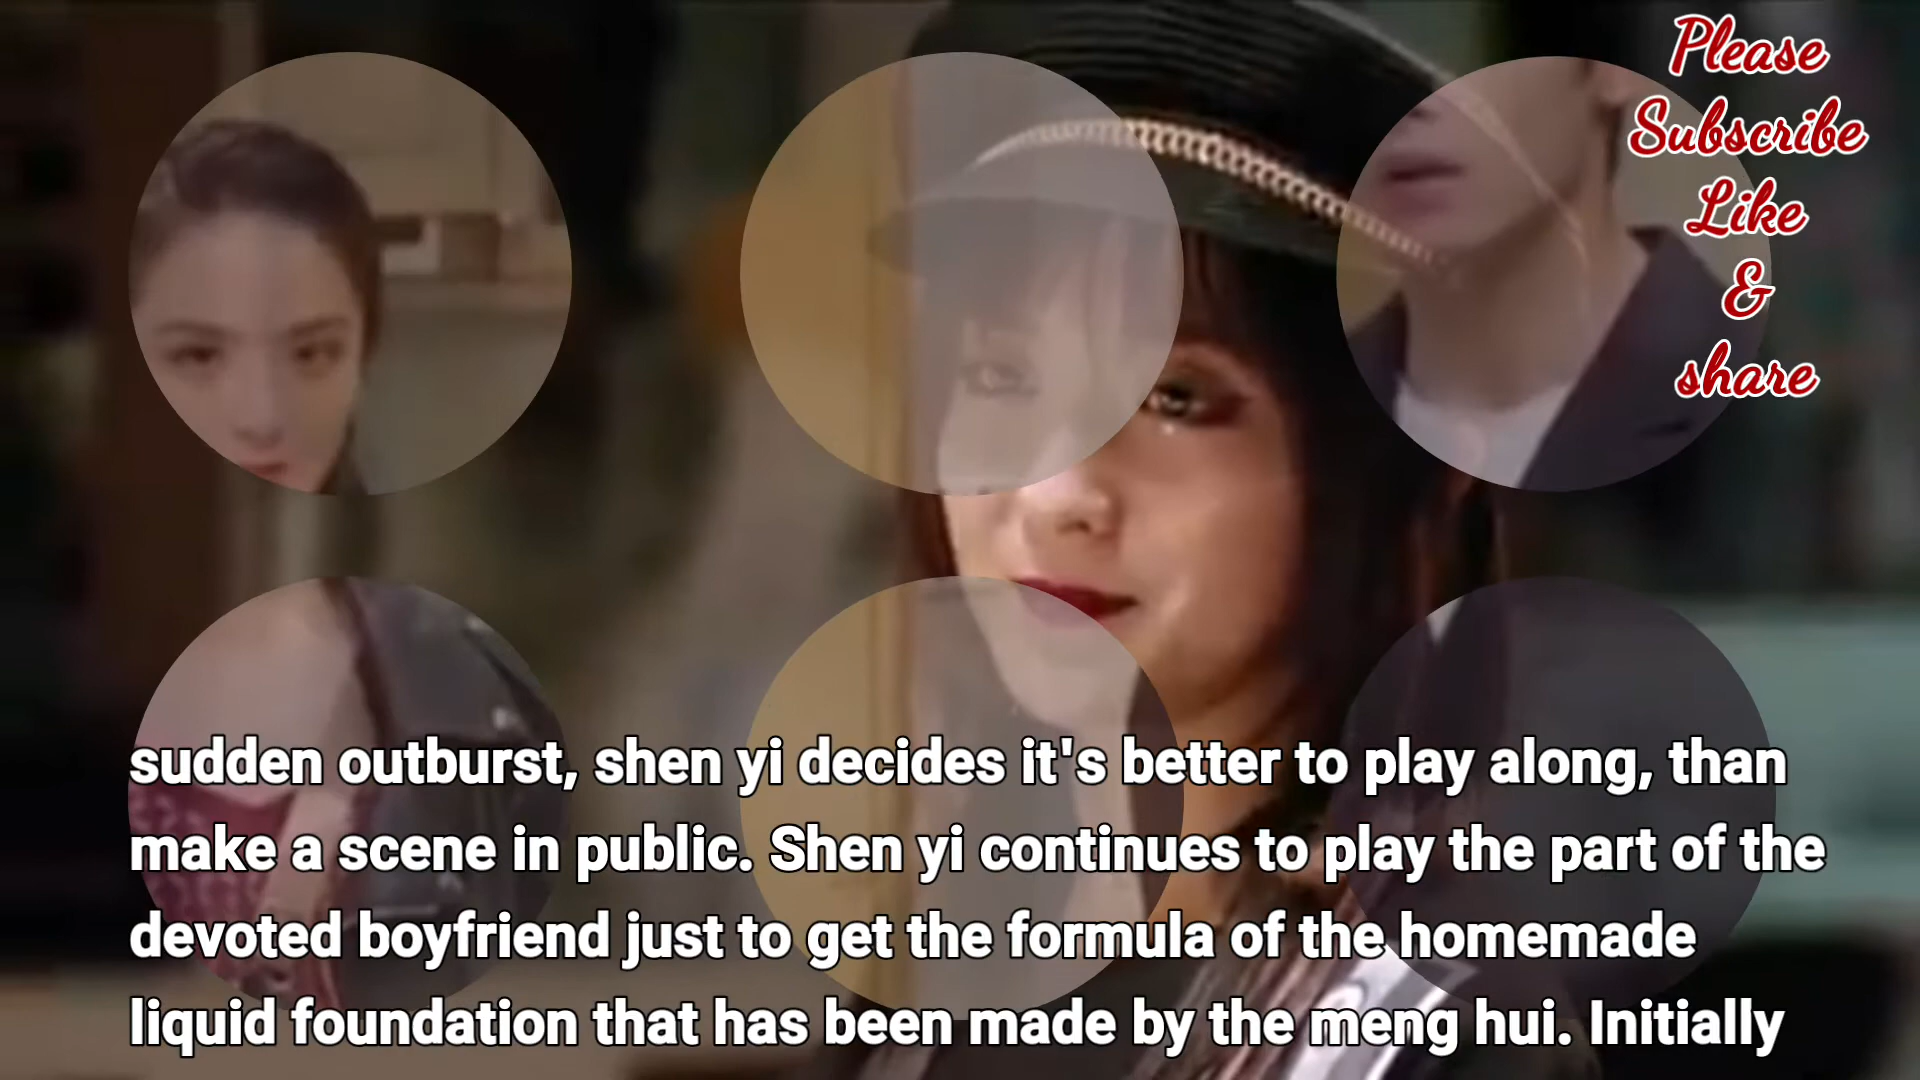 Please
Subscribe
Like
&
share
sudden outburst, shen yi decides it's better to play along, than
make a scene in public. Shen yi continues to play the part of the
devoted boyfriend just to get the formula of the homemade
liquid foundation that has been made by the meng hui. Initially